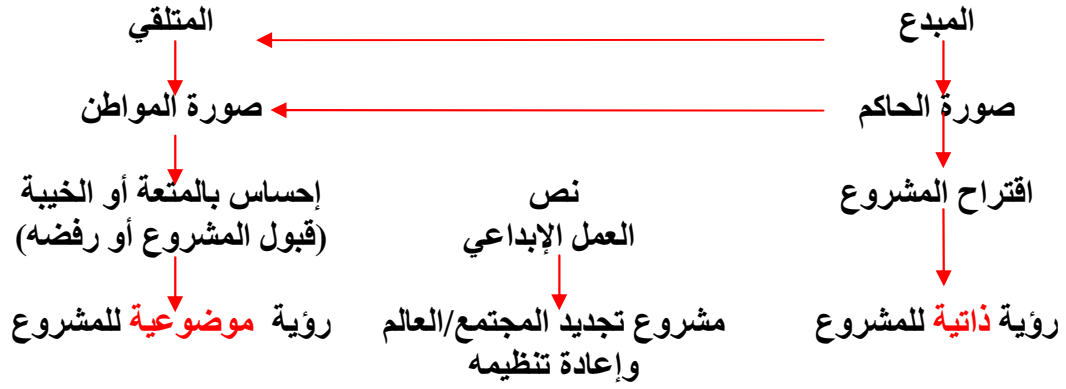 المبدع
المتلقي
صورة الحاكم
صورة المواطن
اقتراح المشروع
نص
العمل الإبداعي
إحساس بالمتعة أو الخيبة
(قبول المشروع أو رفضه)
رؤية ذاتية للمشروع
مشروع تجديد المجتمع/العالم
وإعادة تنظيمه
رؤية موضوعية للمشروع